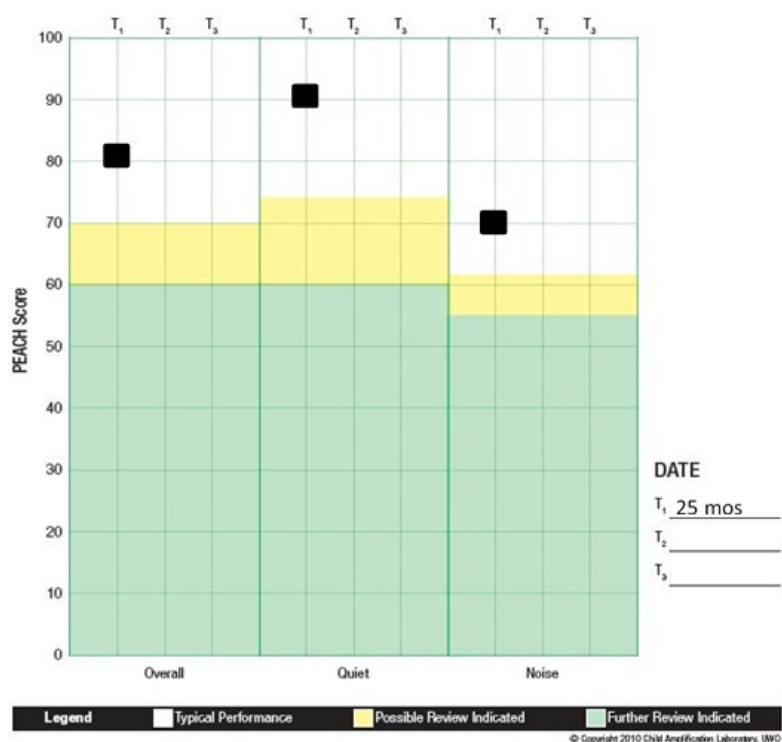 T₁ T₂ T₃ T₁ T₂ T₃ T₁ T₂ T₃
100
90
80
70
60
50
40
30
20
10
0
PEACH Score
Overall Quiet Noise
DATE
T₁ 25 mos
T₂
T₃
Legend Typical Performance Possible Review Indicated Further Review Indicated
© Copyright 2010 Child Amplification Laboratory, UWO